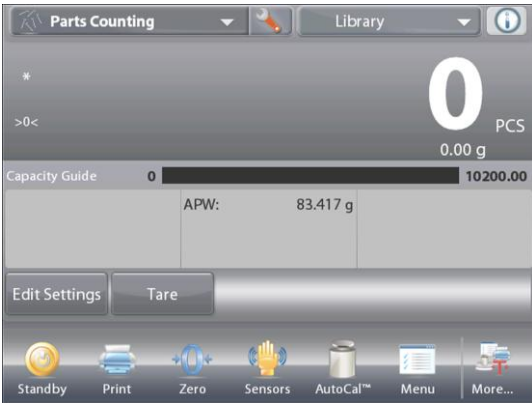 Parts Counting
Library
*
0
>0<
PCS
0.00 g
Capacity Guide 0 10200.00
APW: 83.417 g
Edit Settings Tare
Standby Print Zero Sensors AutoCal™ Menu More...